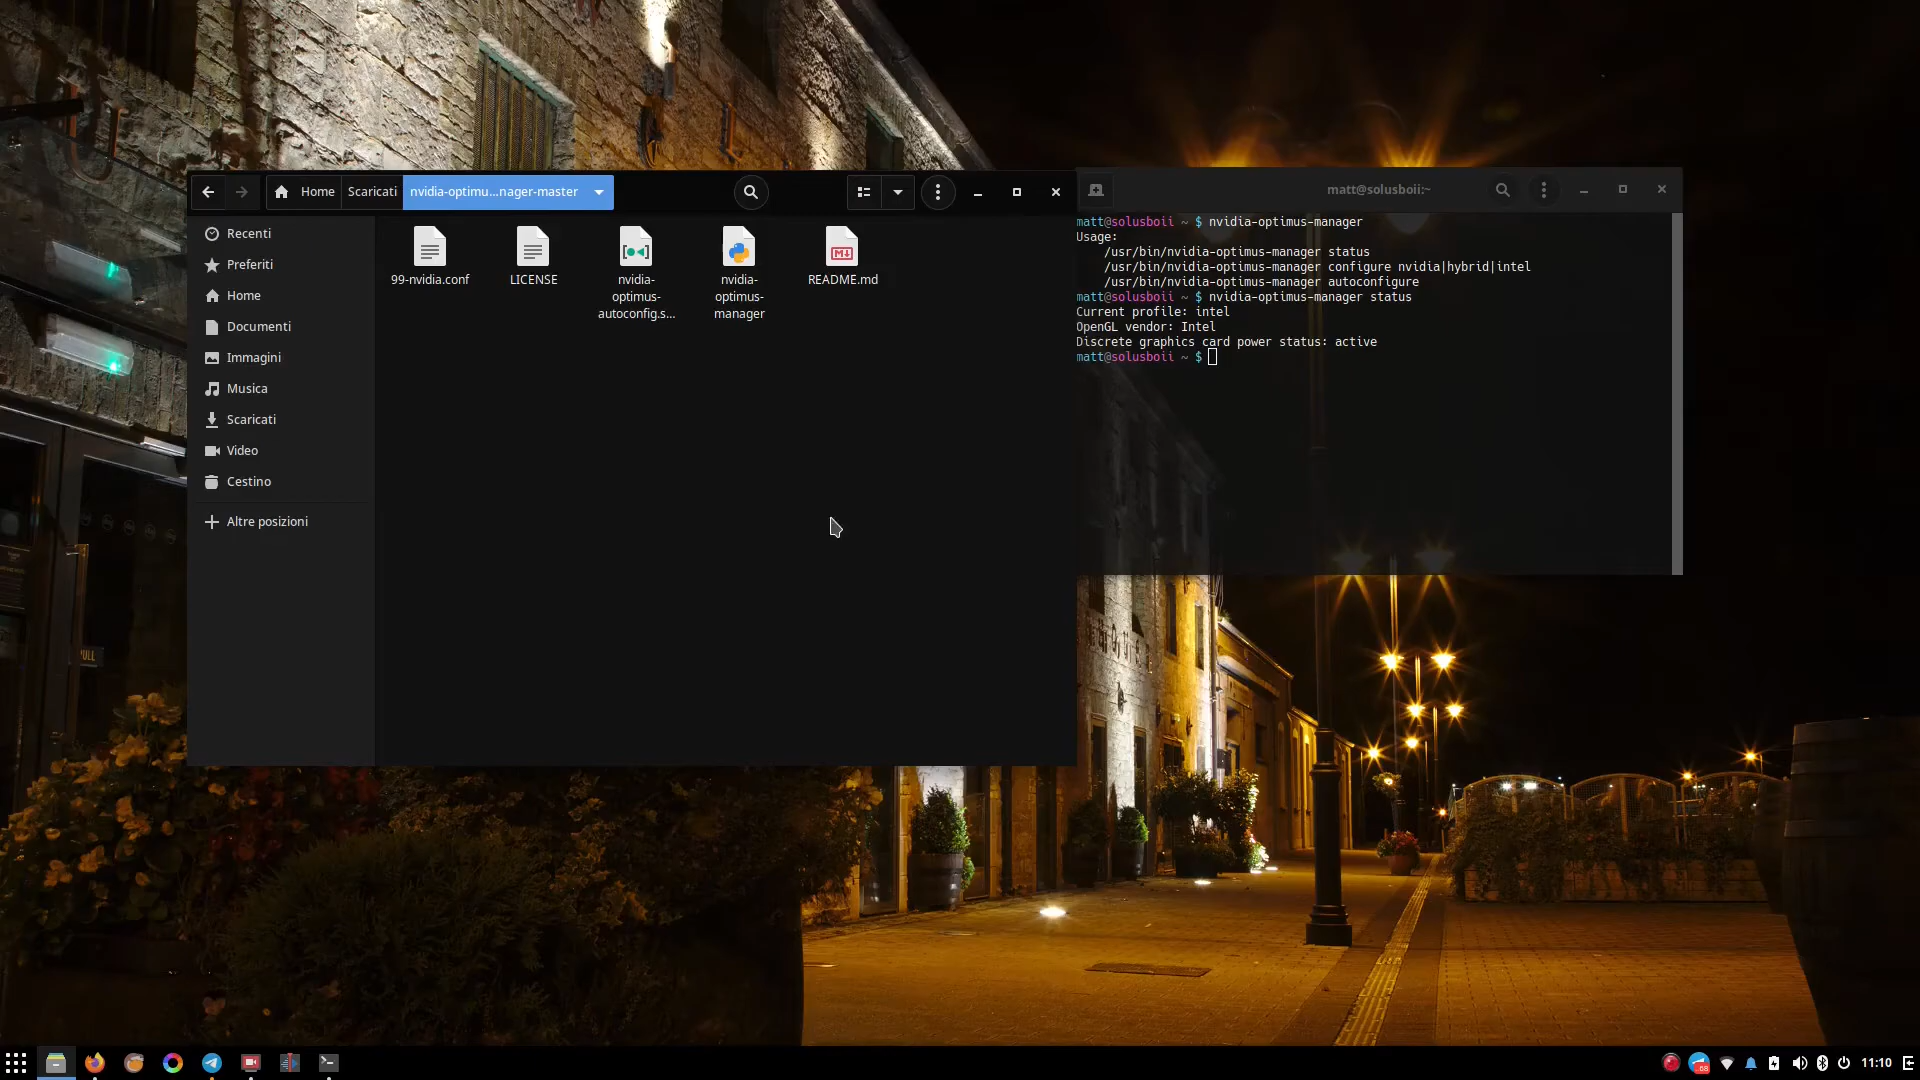 Home
Scaricati
nvidia-optimu...nager-master
Recenti
Preferiti
Home
Documenti
Immagini
Musica
Scaricati
Video
Cestino
Altre posizioni
99-nvidia.conf
LICENSE
nvidia-
optimus-
autoconfig.s...
nvidia-
optimus-
manager
README.md
matt@solusboii:~
matt@solusboii ~ $ nvidia-optimus-manager
Usage:
/usr/bin/nvidia-optimus-manager status
/usr/bin/nvidia-optimus-manager configure nvidia|hybrid|intel
/usr/bin/nvidia-optimus-manager autoconfigure
matt@solusboii ~ $ nvidia-optimus-manager status
Current profile: intel
OpenGL vendor: Intel
Discrete graphics card power status: active
matt@solusboii ~ $
PULL
68
11:10